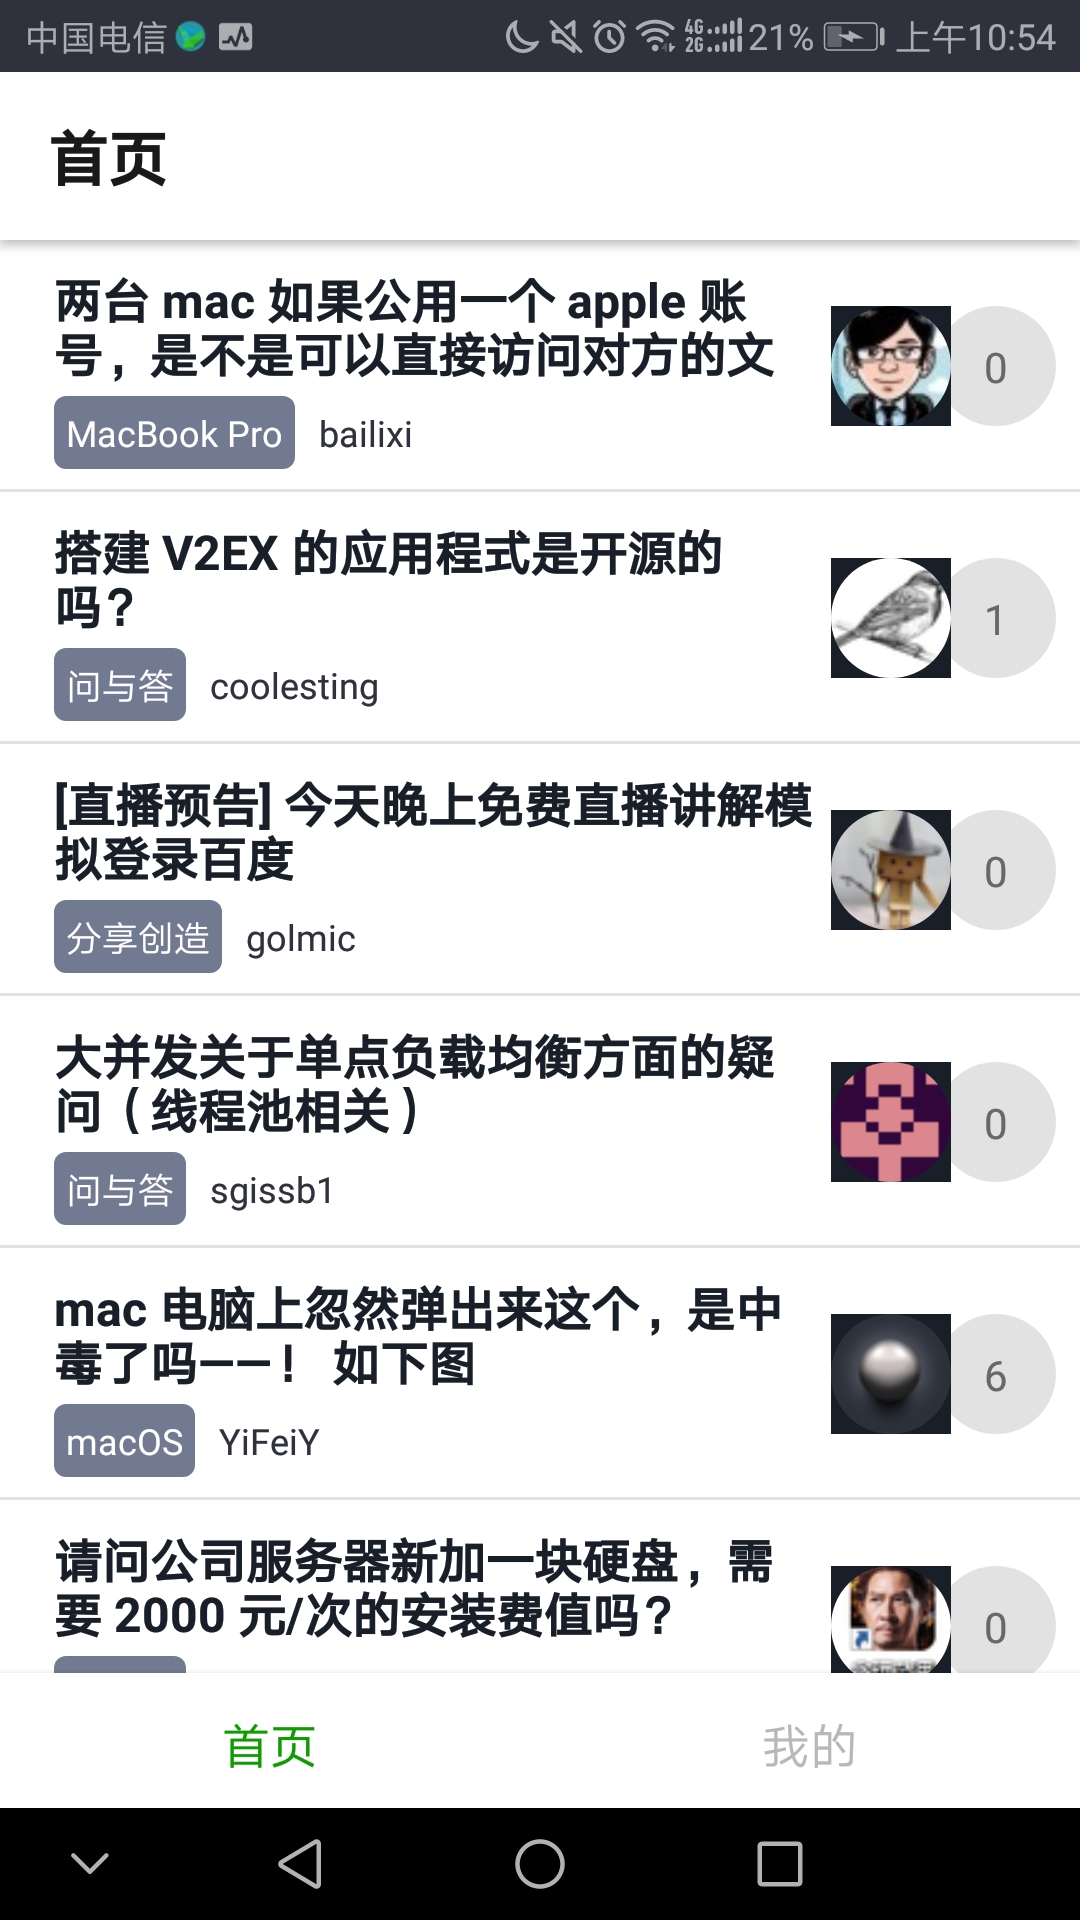 中国电信 4G 2G 21% 上午10:54
首页
两台 mac 如果公用一个 apple 账
号，是不是可以直接访问对方的文
0
MacBook Pro bailixi
搭建 V2EX 的应用程式是开源的
吗？
1
问与答 coolesting
[直播预告] 今天晚上免费直播讲解模
拟登录百度
0
分享创造 golmic
大并发关于单点负载均衡方面的疑
问（线程池相关）
0
问与答 sgissb1
mac 电脑上忽然弹出来这个，是中
毒了吗——！ 如下图
6
macOS YiFeiY
请问公司服务器新加一块硬盘，需
要 2000 元/次的安装费值吗？
0
首页 我的